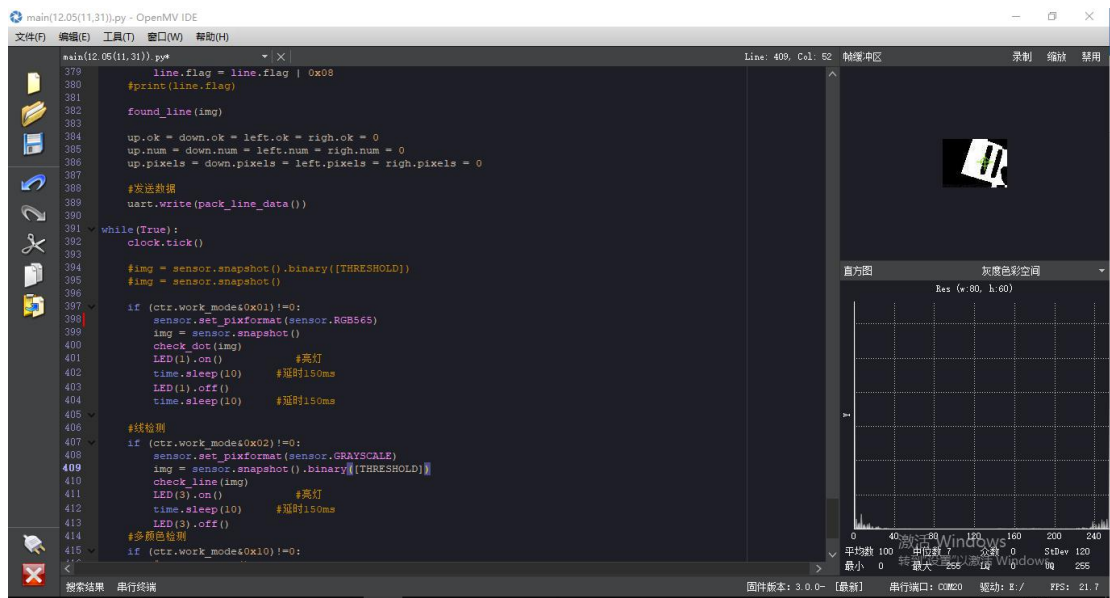 main(12.05(11,31)).py - OpenMV IDE
文件(F) 编辑(E) 工具(T) 窗口(W) 帮助(H)
main(12.05(11,31)).py*
Line: 409, Col: 52
帧缓冲区 录制 缩放 禁用
379 line.flag = line.flag | 0x08
380 #print(line.flag)
381
382 found_line(img)
383
384 up.ok = down.ok = left.ok = righ.ok = 0
385 up.num = down.num = left.num = righ.num = 0
386 up.pixels = down.pixels = left.pixels = righ.pixels = 0
387
388 #发送数据
389 uart.write(pack_line_data())
390
391 while(True):
392 clock.tick()
393
394 #img = sensor.snapshot().binary([THRESHOLD])
395 #img = sensor.snapshot()
396
397 if (ctr.work_mode&0x01)!=0:
398 sensor.set_pixformat(sensor.RGB565)
399 img = sensor.snapshot()
400 check_dot(img)
401 LED(1).on() #亮灯
402 time.sleep(10) #延时150ms
403 LED(1).off()
404 time.sleep(10) #延时150ms
405
406 #线检测
407 if (ctr.work_mode&0x02)!=0:
408 sensor.set_pixformat(sensor.GRAYSCALE)
409 img = sensor.snapshot().binary([THRESHOLD])
410 check_line(img)
411 LED(3).on() #亮灯
412 time.sleep(10) #延时150ms
413 LED(3).off()
414 #多颜色检测
415 if (ctr.work_mode&0x10)!=0:
直方图 灰度色彩空间
Res (w:80, h:60)
0 40 80 120 160 200 240
平均数 100 中位数 7 众数 0 StDev 120
最小 0 最大 255 LQ 0 UQ 255
激活 Windows
转到"设置"以激活 Windows。
搜索结果 串行终端
固件版本: 3.0.0- [最新] 串行端口: COM20 驱动: E:/ FPS: 21.7